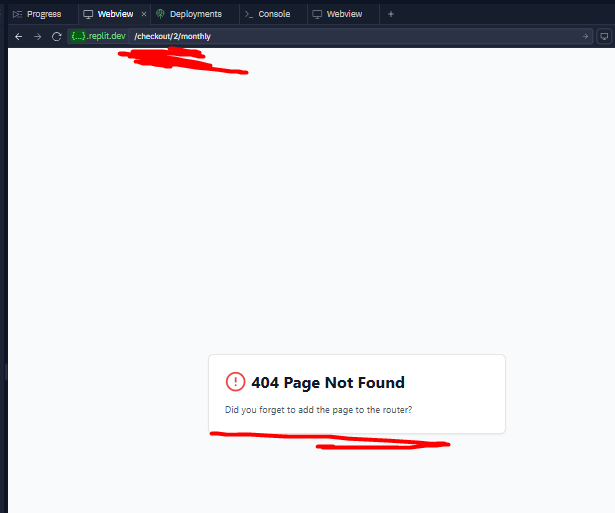 Progress Webview × Deployments Console Webview +
{...}.replit.dev /checkout/2/monthly
404 Page Not Found
Did you forget to add the page to the router?